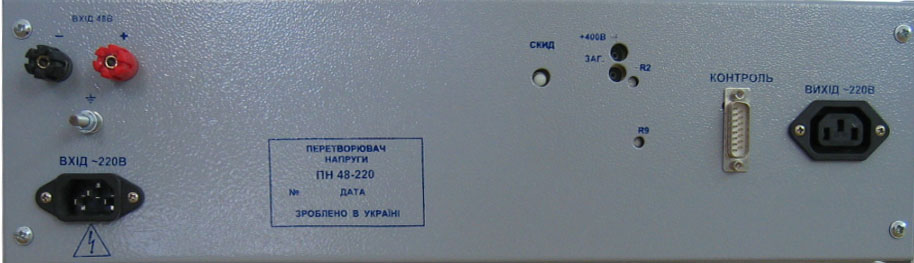 ВХІД 48В
− +
ВХІД ~220В
ПЕРЕТВОРЮВАЧ
НАПРУГИ
ПН 48-220
№ ДАТА
ЗРОБЛЕНО В УКРАЇНІ
СКИД
+400В
ЗАГ.
R2
R9
КОНТРОЛЬ
ВИХІД ~220В